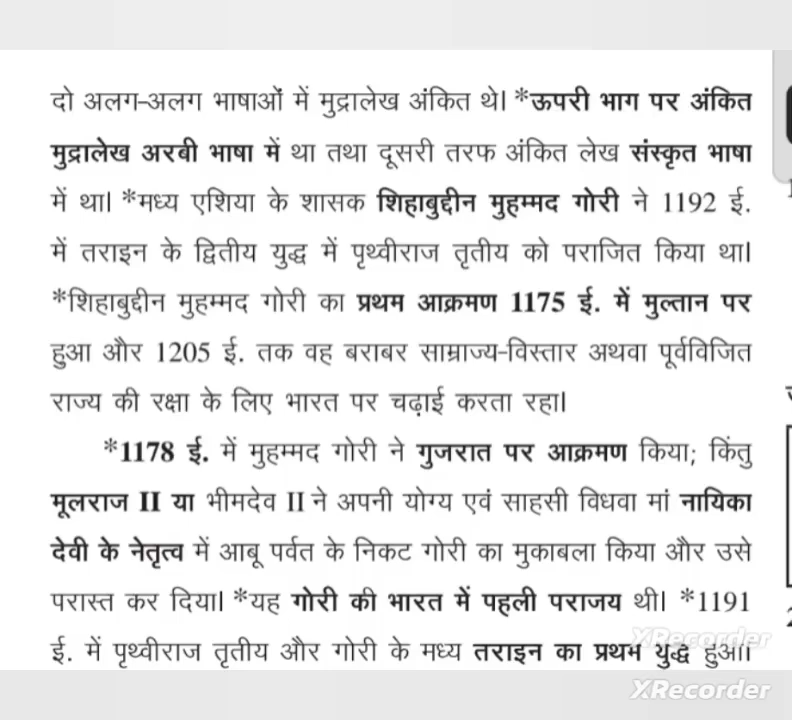 दो अलग-अलग भाषाओं में मुद्रालेख अंकित थे। *ऊपरी भाग पर अंकित
मुद्रालेख अरबी भाषा में था तथा दूसरी तरफ अंकित लेख संस्कृत भाषा
में था। *मध्य एशिया के शासक शिहाबुद्दीन मुहम्मद गोरी ने 1192 ई.
में तराइन के द्वितीय युद्ध में पृथ्वीराज तृतीय को पराजित किया था।
*शिहाबुद्दीन मुहम्मद गोरी का प्रथम आक्रमण 1175 ई. में मुल्तान पर
हुआ और 1205 ई. तक वह बराबर साम्राज्य-विस्तार अथवा पूर्वविजित
राज्य की रक्षा के लिए भारत पर चढ़ाई करता रहा।
*1178 ई. में मुहम्मद गोरी ने गुजरात पर आक्रमण किया; किंतु
मूलराज II या भीमदेव II ने अपनी योग्य एवं साहसी विधवा मां नायिका
देवी के नेतृत्व में आबू पर्वत के निकट गोरी का मुकाबला किया और उसे
परास्त कर दिया। *यह गोरी की भारत में पहली पराजय थी। *1191
ई. में पृथ्वीराज तृतीय और गोरी के मध्य तराइन का प्रथम युद्ध हुआ।
XRecorder
XRecorder